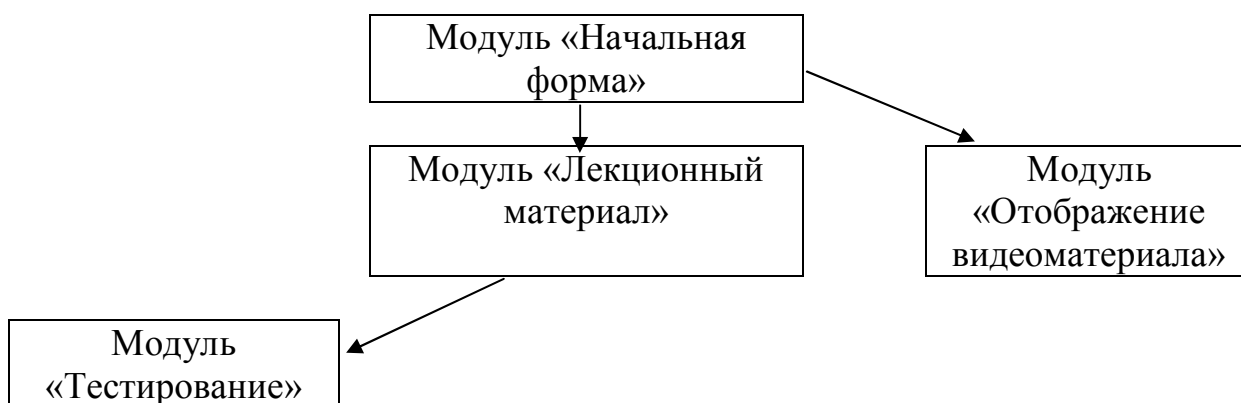 Модуль «Начальная
форма»
Модуль «Лекционный
материал»
Модуль
«Отображение
видеоматериала»
Модуль
«Тестирование»